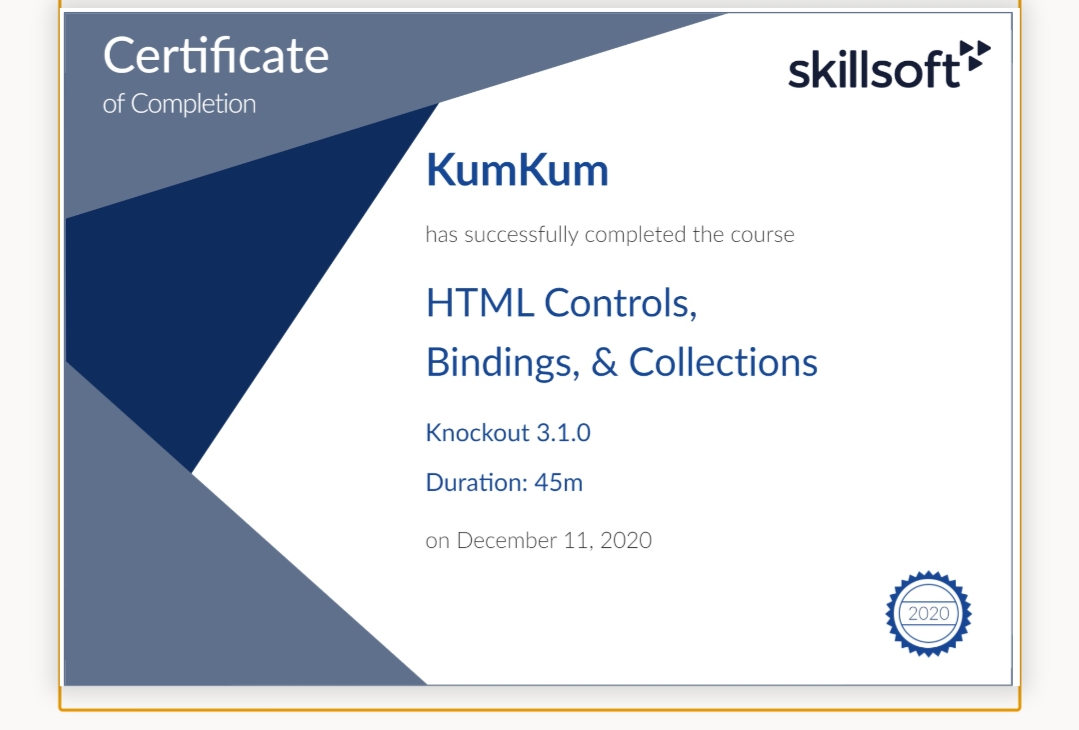 Certificate
of Completion
skillsoft
KumKum
has successfully completed the course
HTML Controls,
Bindings, & Collections
Knockout 3.1.0
Duration: 45m
on December 11, 2020
2020